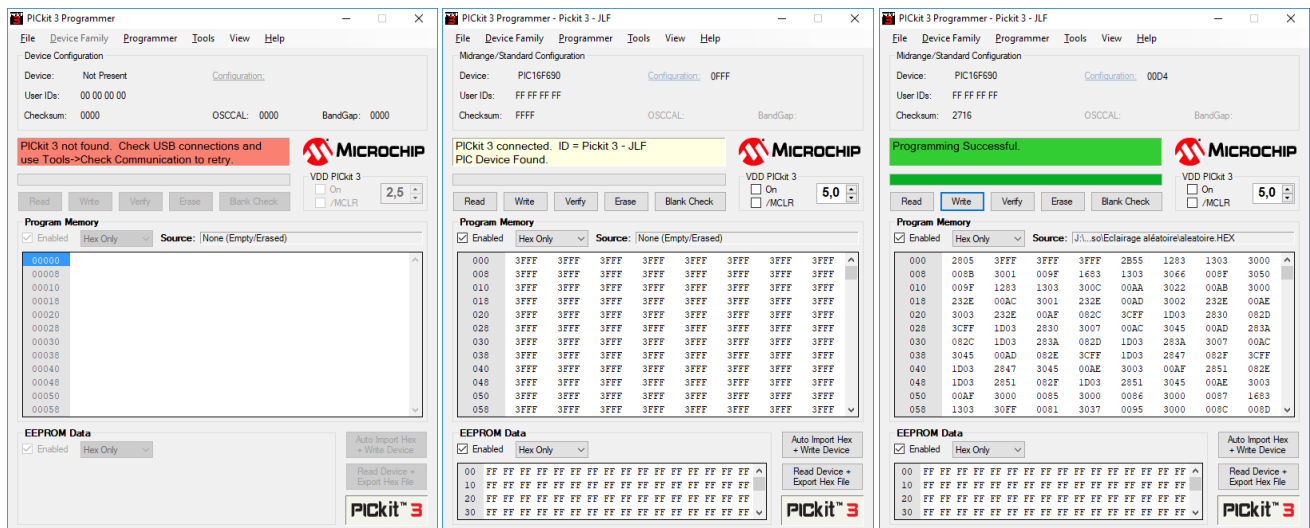 PICkit 3 Programmer
File Device Family Programmer Tools View Help
Device Configuration
Device: Not Present Configuration:
User IDs: 00 00 00 00
Checksum: 0000 OSCCAL: 0000 BandGap: 0000
PICkit 3 not found. Check USB connections and
use Tools->Check Communication to retry.
MICROCHIP
VDD PICkit 3
On
/MCLR
2,5
Read Write Verify Erase Blank Check
Program Memory
Enabled Hex Only Source: None (Empty/Erased)
00000
00008
00010
00018
00020
00028
00030
00038
00040
00048
00050
00058
EEPROM Data
Enabled Hex Only
Auto Import Hex
+ Write Device
Read Device +
Export Hex File
PICkit™ 3
PICkit 3 Programmer - Pickit 3 - JLF
File Device Family Programmer Tools View Help
Midrange/Standard Configuration
Device: PIC16F690 Configuration: 0FFF
User IDs: FF FF FF FF
Checksum: FFFF OSCCAL: BandGap:
PICkit 3 connected. ID = Pickit 3 - JLF
PIC Device Found.
MICROCHIP
VDD PICkit 3
On
/MCLR
5,0
Read Write Verify Erase Blank Check
Program Memory
Enabled Hex Only Source: None (Empty/Erased)
000 3FFF 3FFF 3FFF 3FFF 3FFF 3FFF 3FFF 3FFF
008 3FFF 3FFF 3FFF 3FFF 3FFF 3FFF 3FFF 3FFF
010 3FFF 3FFF 3FFF 3FFF 3FFF 3FFF 3FFF 3FFF
018 3FFF 3FFF 3FFF 3FFF 3FFF 3FFF 3FFF 3FFF
020 3FFF 3FFF 3FFF 3FFF 3FFF 3FFF 3FFF 3FFF
028 3FFF 3FFF 3FFF 3FFF 3FFF 3FFF 3FFF 3FFF
030 3FFF 3FFF 3FFF 3FFF 3FFF 3FFF 3FFF 3FFF
038 3FFF 3FFF 3FFF 3FFF 3FFF 3FFF 3FFF 3FFF
040 3FFF 3FFF 3FFF 3FFF 3FFF 3FFF 3FFF 3FFF
048 3FFF 3FFF 3FFF 3FFF 3FFF 3FFF 3FFF 3FFF
050 3FFF 3FFF 3FFF 3FFF 3FFF 3FFF 3FFF 3FFF
058 3FFF 3FFF 3FFF 3FFF 3FFF 3FFF 3FFF 3FFF
EEPROM Data
Enabled Hex Only
00 FF FF FF FF FF FF FF FF FF FF FF FF FF FF FF FF
10 FF FF FF FF FF FF FF FF FF FF FF FF FF FF FF FF
20 FF FF FF FF FF FF FF FF FF FF FF FF FF FF FF FF
30 FF FF FF FF FF FF FF FF FF FF FF FF FF FF FF FF
Auto Import Hex
+ Write Device
Read Device +
Export Hex File
PICkit™ 3
PICkit 3 Programmer - Pickit 3 - JLF
File Device Family Programmer Tools View Help
Midrange/Standard Configuration
Device: PIC16F690 Configuration: 00D4
User IDs: FF FF FF FF
Checksum: 2716 OSCCAL: BandGap:
Programming Successful.
MICROCHIP
VDD PICkit 3
On
/MCLR
5,0
Read Write Verify Erase Blank Check
Program Memory
Enabled Hex Only Source: J:\...so\Eclairage aléatoire\aleatoire.HEX
000 2805 3FFF 3FFF 3FFF 2B55 1283 1303 3000
008 008B 3001 009F 1683 1303 3066 008F 3050
010 009F 1283 1303 300C 00AA 3022 00AB 3000
018 232E 00AC 3001 232E 00AD 3002 232E 00AE
020 3003 232E 00AF 082C 3CFF 1D03 2830 082D
028 3CFF 1D03 2830 3007 00AC 3045 00AD 283A
030 082C 1D03 283A 082D 1D03 283A 3007 00AC
038 3045 00AD 082E 3CFF 1D03 2847 082F 3CFF
040 1D03 2847 3045 00AE 3003 00AF 2851 082E
048 1D03 2851 082F 1D03 2851 3045 00AE 3003
050 00AF 3000 0085 3000 0086 3000 0087 1683
058 1303 30FF 0081 3037 0095 3000 008C 008D
EEPROM Data
Enabled Hex Only
00 FF FF FF FF FF FF FF FF FF FF FF FF FF FF FF FF
10 FF FF FF FF FF FF FF FF FF FF FF FF FF FF FF FF
20 FF FF FF FF FF FF FF FF FF FF FF FF FF FF FF FF
30 FF FF FF FF FF FF FF FF FF FF FF FF FF FF FF FF
Auto Import Hex
+ Write Device
Read Device +
Export Hex File
PICkit™ 3